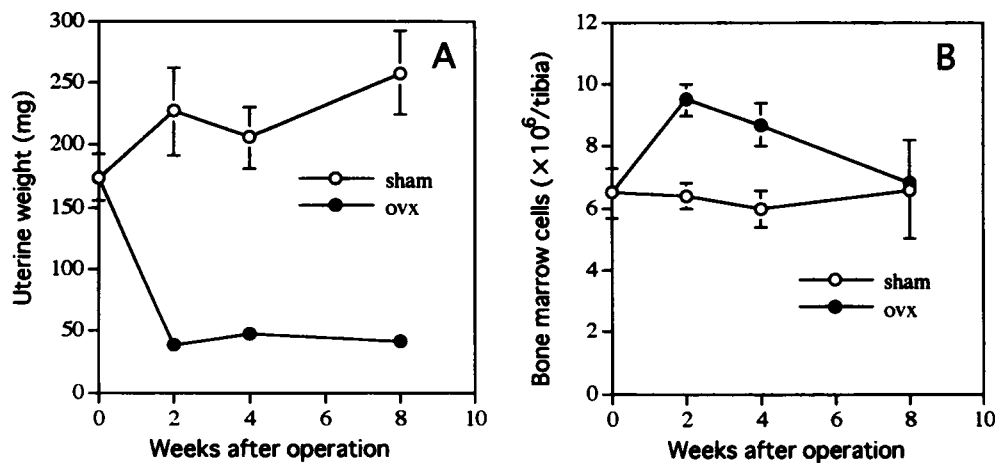 A
Uterine weight (mg)
300
250
200
150
100
50
0
sham
ovx
0 2 4 6 8 10
Weeks after operation
B
Bone marrow cells (×10⁶/tibia)
12
10
8
6
4
2
0
sham
ovx
0 2 4 6 8 10
Weeks after operation